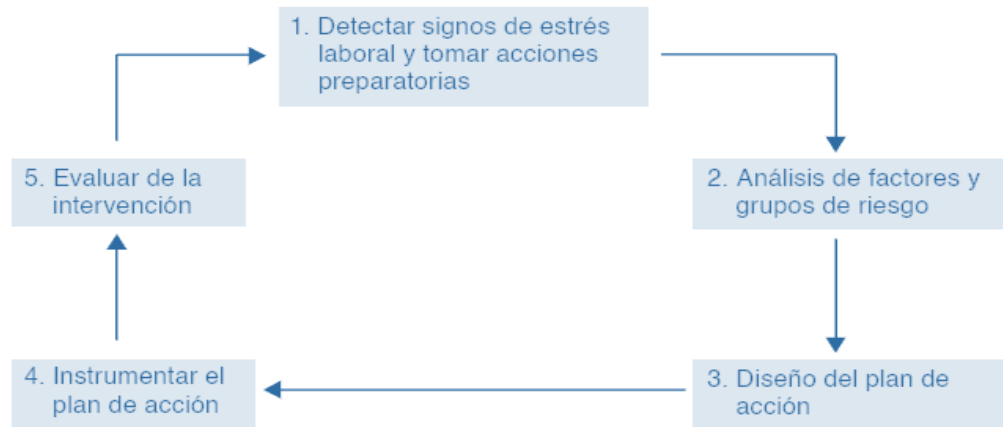 1. Detectar signos de estrés
laboral y tomar acciones
preparatorias
2. Análisis de factores y
grupos de riesgo
3. Diseño del plan de
acción
4. Instrumentar el
plan de acción
5. Evaluar de la
intervención